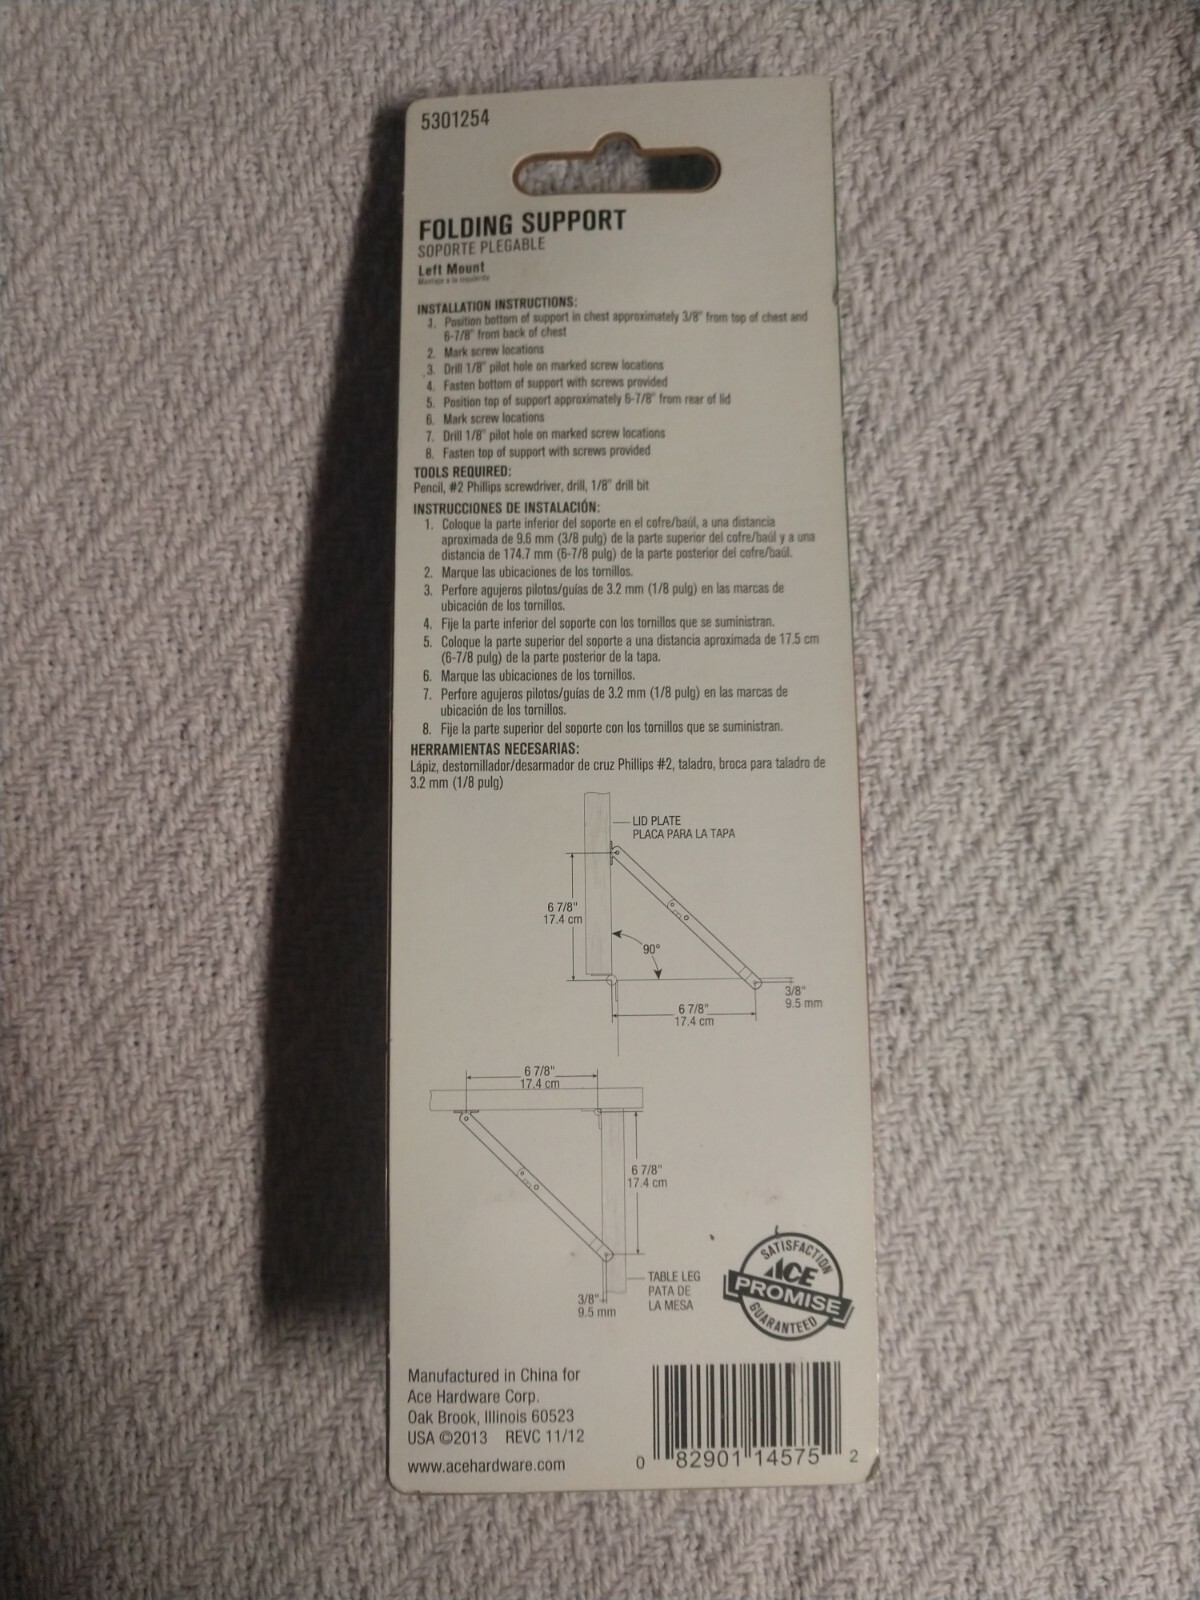 5301254
FOLDING SUPPORT
SOPORTE PLEGABLE
Left Mount
Montaje a la izquierda
INSTALLATION INSTRUCTIONS:
1. Position bottom of support in chest approximately 3/8" from top of chest and
6-7/8" from back of chest
2. Mark screw locations
3. Drill 1/8" pilot hole on marked screw locations
4. Fasten bottom of support with screws provided
5. Position top of support approximately 6-7/8" from rear of lid
6. Mark screw locations
7. Drill 1/8" pilot hole on marked screw locations
8. Fasten top of support with screws provided
TOOLS REQUIRED:
Pencil, #2 Phillips screwdriver, drill, 1/8" drill bit
INSTRUCCIONES DE INSTALACIÓN:
1. Coloque la parte inferior del soporte en el cofre/baúl, a una distancia
aproximada de 9.6 mm (3/8 pulg) de la parte superior del cofre/baúl y a una
distancia de 174.7 mm (6-7/8 pulg) de la parte posterior del cofre/baúl.
2. Marque las ubicaciones de los tornillos.
3. Perfore agujeros pilotos/guías de 3.2 mm (1/8 pulg) en las marcas de
ubicación de los tornillos.
4. Fije la parte inferior del soporte con los tornillos que se suministran.
5. Coloque la parte superior del soporte a una distancia aproximada de 17.5 cm
(6-7/8 pulg) de la parte posterior de la tapa.
6. Marque las ubicaciones de los tornillos.
7. Perfore agujeros pilotos/guías de 3.2 mm (1/8 pulg) en las marcas de
ubicación de los tornillos.
8. Fije la parte superior del soporte con los tornillos que se suministran.
HERRAMIENTAS NECESARIAS:
Lápiz, destornillador/desarmador de cruz Phillips #2, taladro, broca para taladro de
3.2 mm (1/8 pulg)
LID PLATE
PLACA PARA LA TAPA
6 7/8"
17.4 cm
90°
3/8"
9.5 mm
6 7/8"
17.4 cm
6 7/8"
17.4 cm
6 7/8"
17.4 cm
TABLE LEG
PATA DE
LA MESA
3/8"
9.5 mm
SATISFACTION
ACE
PROMISE
GUARANTEED
Manufactured in China for
Ace Hardware Corp.
Oak Brook, Illinois 60523
USA ©2013 REVC 11/12
www.acehardware.com
0 82901 14575 2